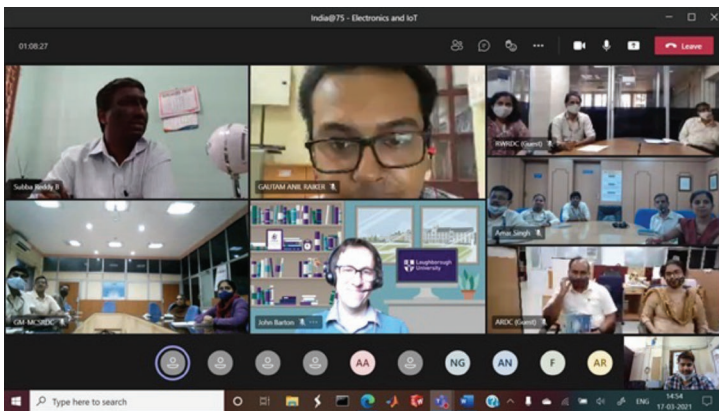 India@75 - Electronics and IoT
01:08:27
Leave
Subba Reddy B
GAUTAM ANIL RAIKER
RWRDC (Guest)
Amar Singh
GM-MCSRDC
Loughborough
University
John Barton
ARDC (Guest)
AA
NG
AN
F
AR
Type here to search
ENG
14:54
17-03-2021